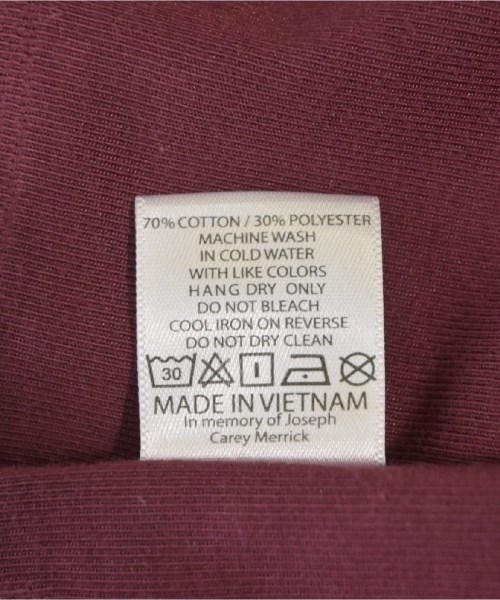 70% COTTON / 30% POLYESTER
MACHINE WASH
IN COLD WATER
WITH LIKE COLORS
HANG DRY ONLY
DO NOT BLEACH
COOL IRON ON REVERSE
DO NOT DRY CLEAN
30
MADE IN VIETNAM
In memory of Joseph
Carey Merrick